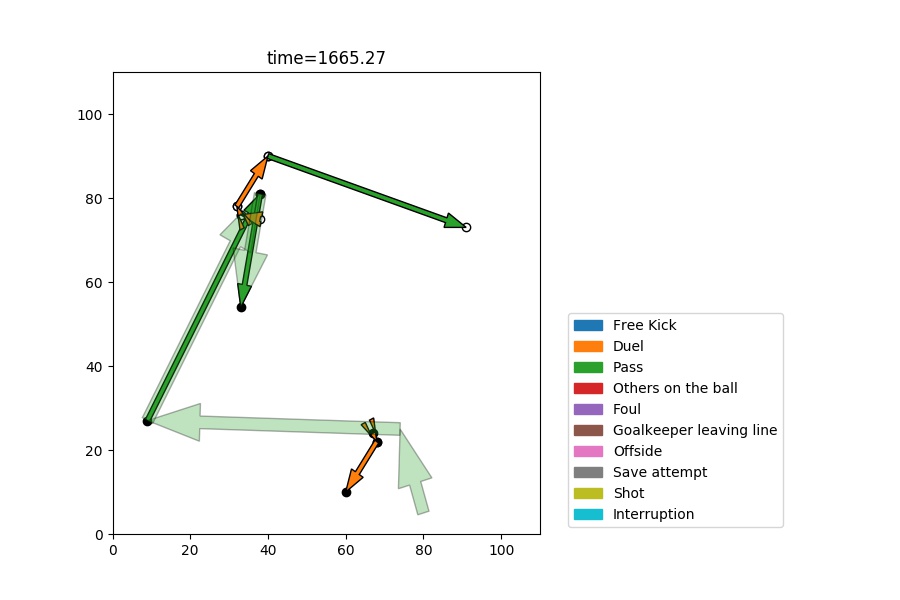 time=1665.27
100
80
60
40
20
0
0 20 40 60 80 100
Free Kick
Duel
Pass
Others on the ball
Foul
Goalkeeper leaving line
Offside
Save attempt
Shot
Interruption